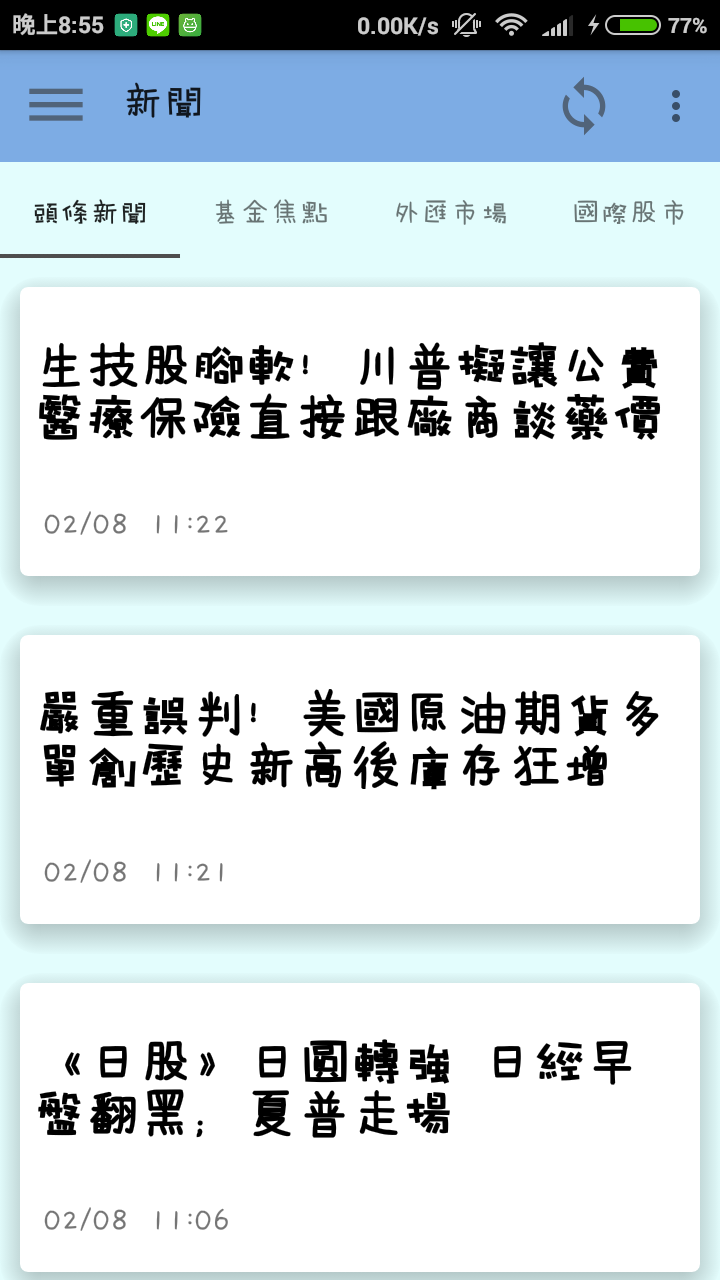 晚上8:55 LINE 0.00K/s 77%
新聞
頭條新聞 基金焦點 外匯市場 國際股市
生技股腳軟! 川普擬讓公費
醫療保險直接跟廠商談藥價
02/08 11:22
嚴重誤判! 美國原油期貨多
單創歷史新高後庫存狂增
02/08 11:21
《日股》日圓轉強 日經早
盤翻黑; 夏普走揚
02/08 11:06